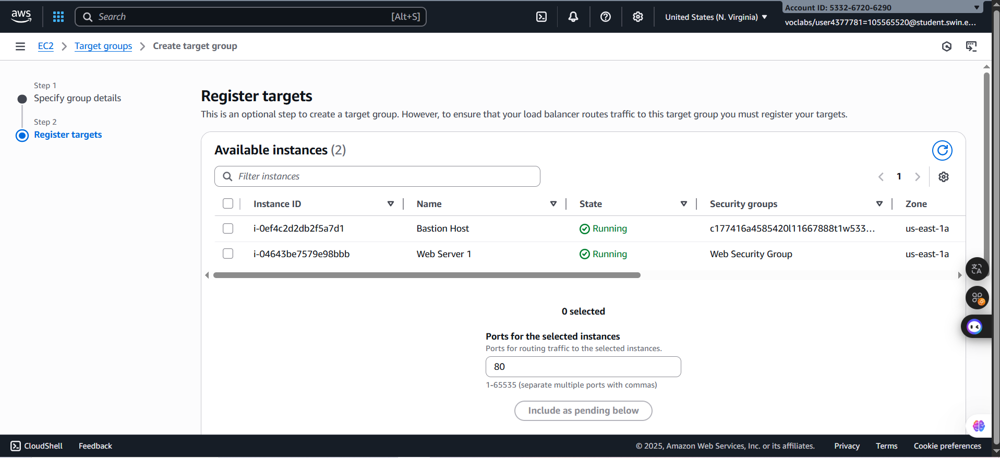 aws
Search
[Alt+S]
United States (N. Virginia)
Account ID: 5332-6720-6290
voclabs/user4377781=105565520@student.swin.e...
EC2
Target groups
Create target group
Step 1
Specify group details
Step 2
Register targets
Register targets
This is an optional step to create a target group. However, to ensure that your load balancer routes traffic to this target group you must register your targets.
Available instances (2)
Filter instances
1
Instance ID Name State Security groups Zone
i-0ef4c2d2db2f5a7d1 Bastion Host Running c177416a4585420l11667888t1w533... us-east-1a
i-04643be7579e98bbb Web Server 1 Running Web Security Group us-east-1a
0 selected
Ports for the selected instances
Ports for routing traffic to the selected instances.
80
1-65535 (separate multiple ports with commas)
Include as pending below
CloudShell
Feedback
© 2025, Amazon Web Services, Inc. or its affiliates.
Privacy
Terms
Cookie preferences